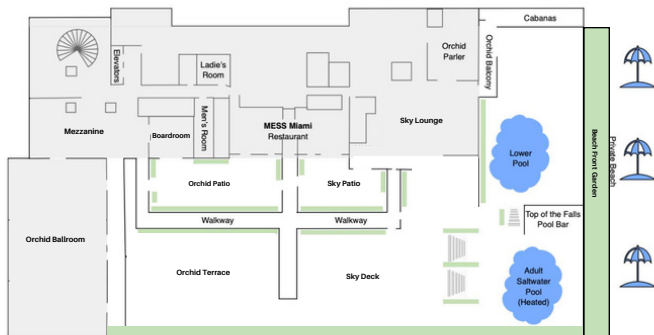 Cabanas
Elevators
Ladie's
Room
Orchid
Parler
Orchid Balcony
Mezzanine
Boardroom
Men's Room
MESS Miami
Restaurant
Sky Lounge
Lower
Pool
Beach Front Garden
Private Beach
Orchid Patio
Sky Patio
Walkway
Walkway
Top of the Falls
Pool Bar
Orchid Ballroom
Orchid Terrace
Sky Deck
Adult
Saltwater
Pool
(Heated)